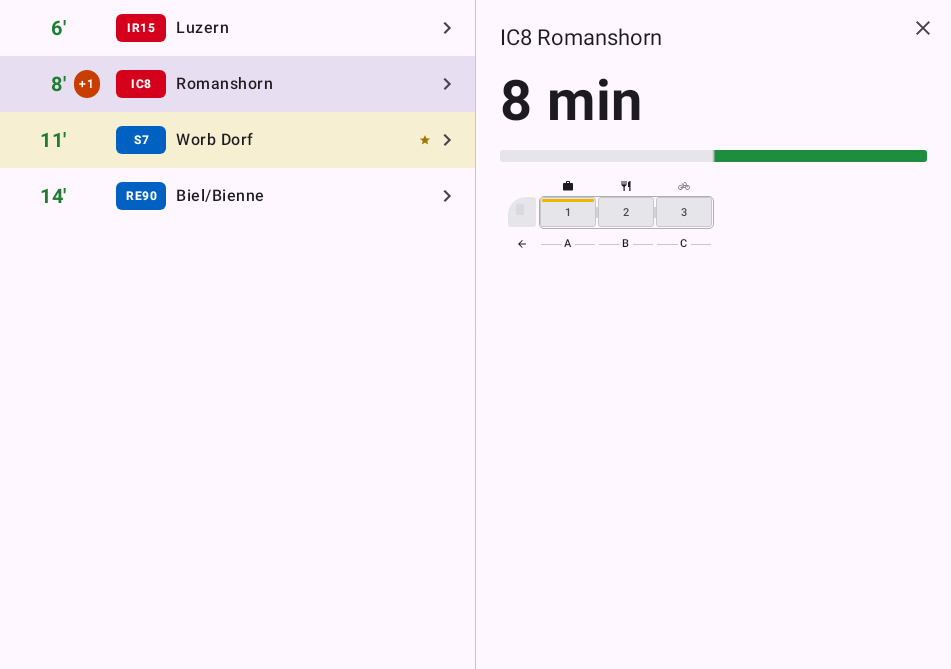 6' IR15 Luzern
8' +1 IC8 Romanshorn
11' S7 Worb Dorf
14' RE90 Biel/Bienne
IC8 Romanshorn
8 min
1 2 3
A B C